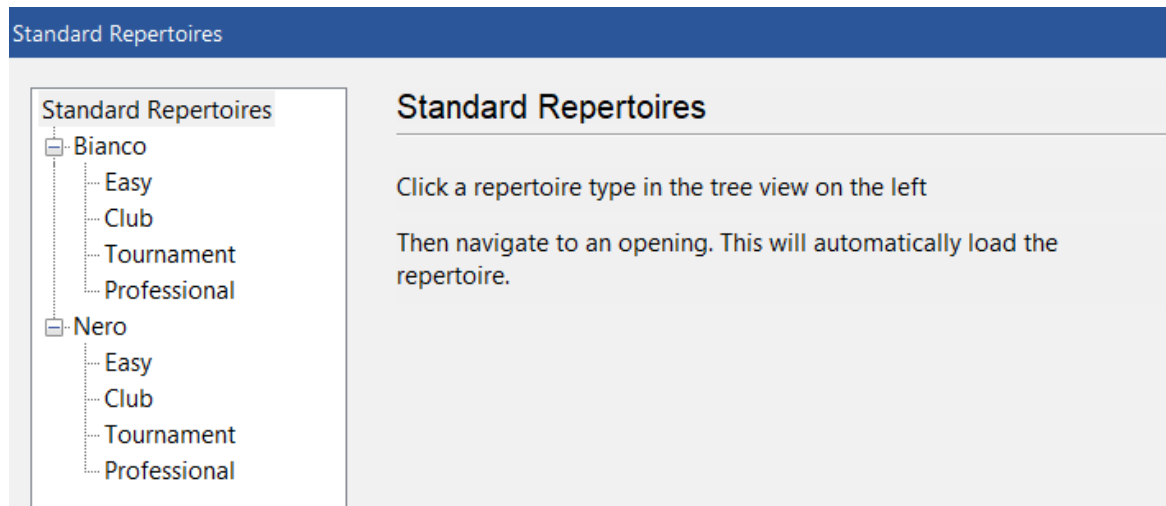 Standard Repertoires
Standard Repertoires
Bianco
Easy
Club
Tournament
Professional
Nero
Easy
Club
Tournament
Professional
Standard Repertoires
Click a repertoire type in the tree view on the left
Then navigate to an opening. This will automatically load the
repertoire.